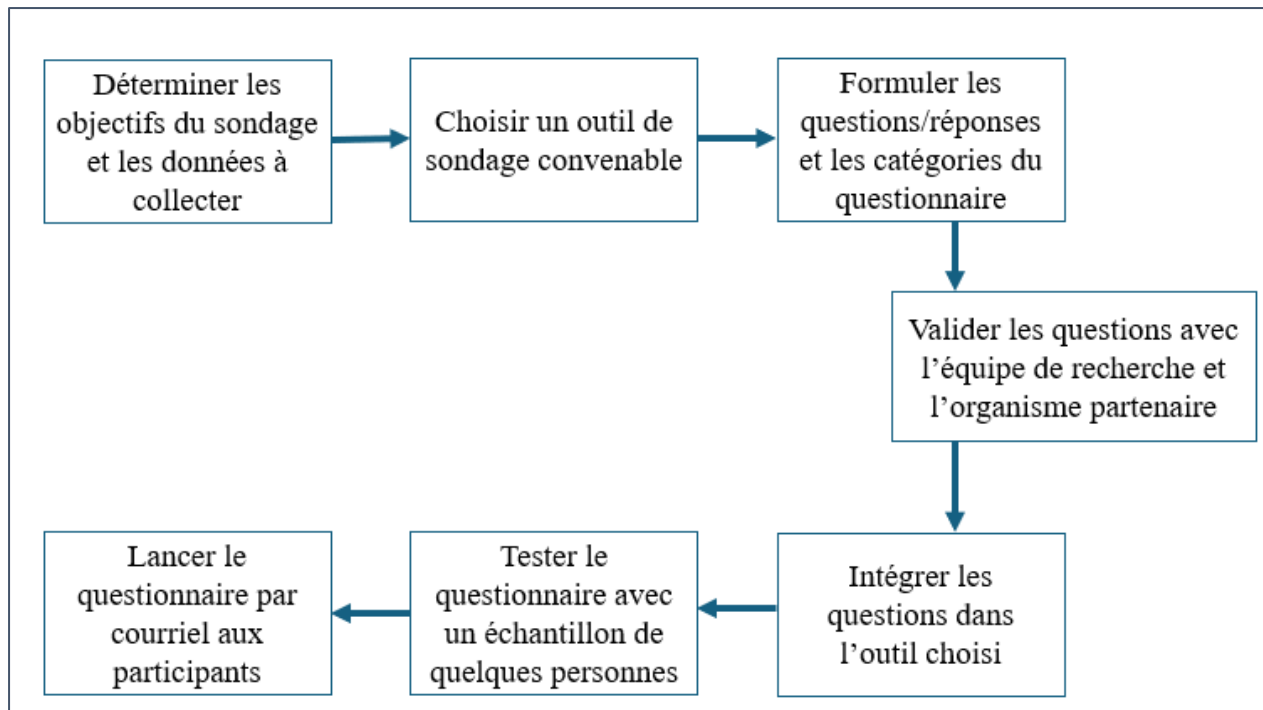 Déterminer les
objectifs du sondage
et les données à
collecter
Choisir un outil de
sondage convenable
Formuler les
questions/réponses
et les catégories du
questionnaire
Valider les questions avec
l’équipe de recherche et
l’organisme partenaire
Intégrer les
questions dans
l’outil choisi
Tester le
questionnaire avec
un échantillon de
quelques personnes
Lancer le
questionnaire par
courriel aux
participants